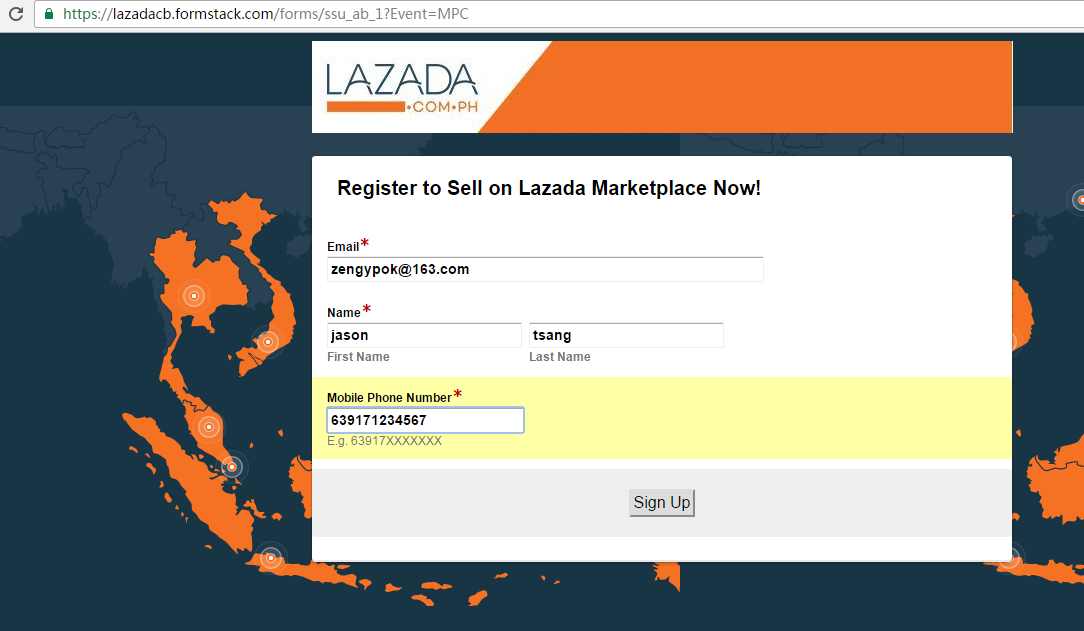 https://lazadacb.formstack.com/forms/ssu_ab_1?Event=MPC
LAZADA
•COM•PH
Register to Sell on Lazada Marketplace Now!
Email*
zengypok@163.com
Name*
jason tsang
First Name Last Name
Mobile Phone Number*
639171234567
E.g. 63917XXXXXXX
Sign Up